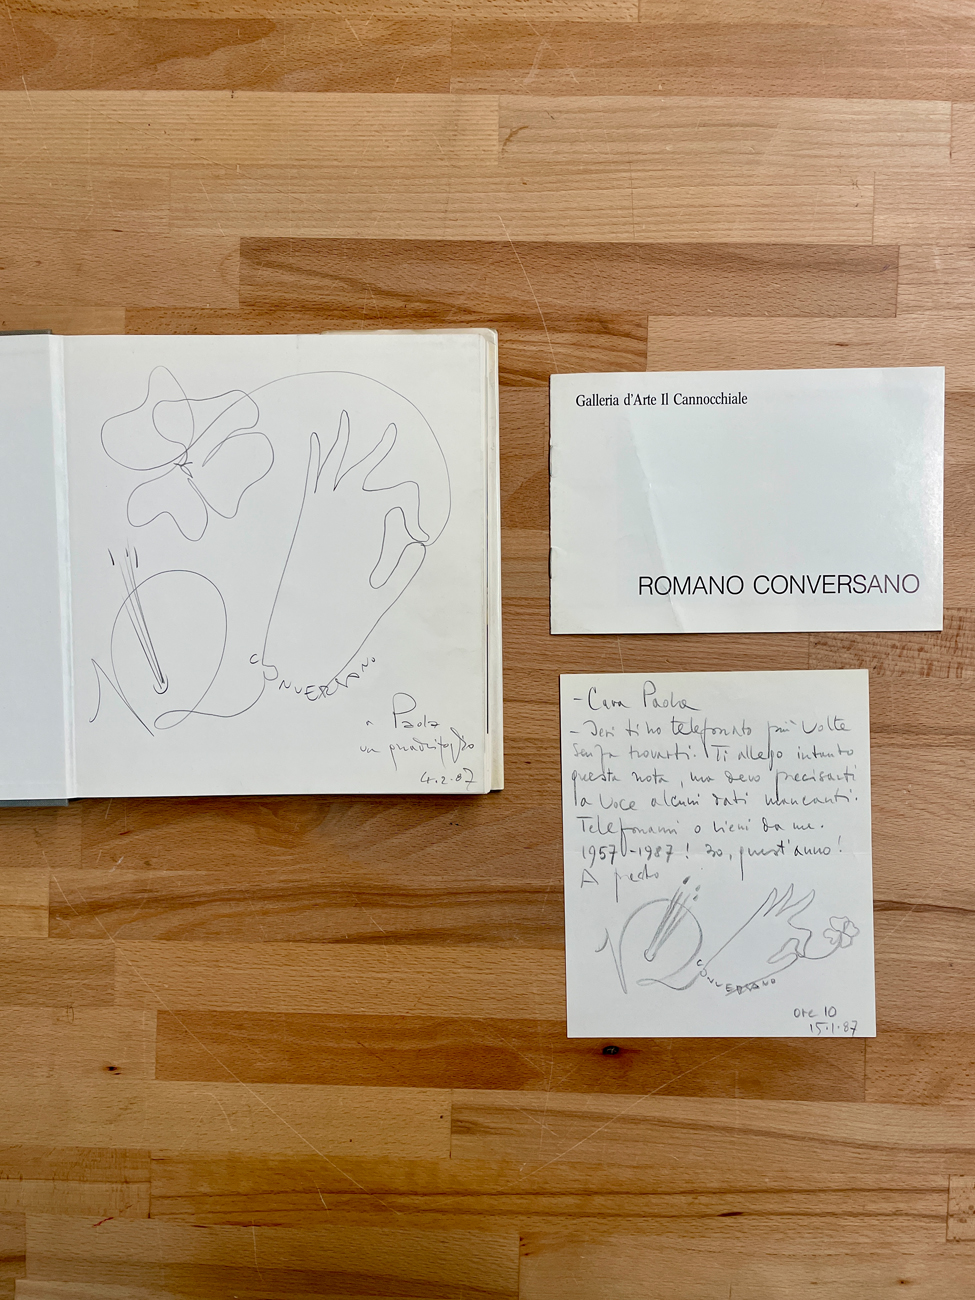 CONVERSANO
a Paola
un quadrifoglio
4.2.87
Galleria d'Arte Il Cannocchiale
ROMANO CONVERSANO
- Cara Paola
- Ieri ti ho telefonato più volte
senza trovarti. Ti allego intanto
questa nota, ma devo precisarti
a voce alcuni dati mancanti.
Telefonami o vieni da me.
1957-1987! 30, quest'anno!
A presto
CONVERSANO
ore 10
15.1.87